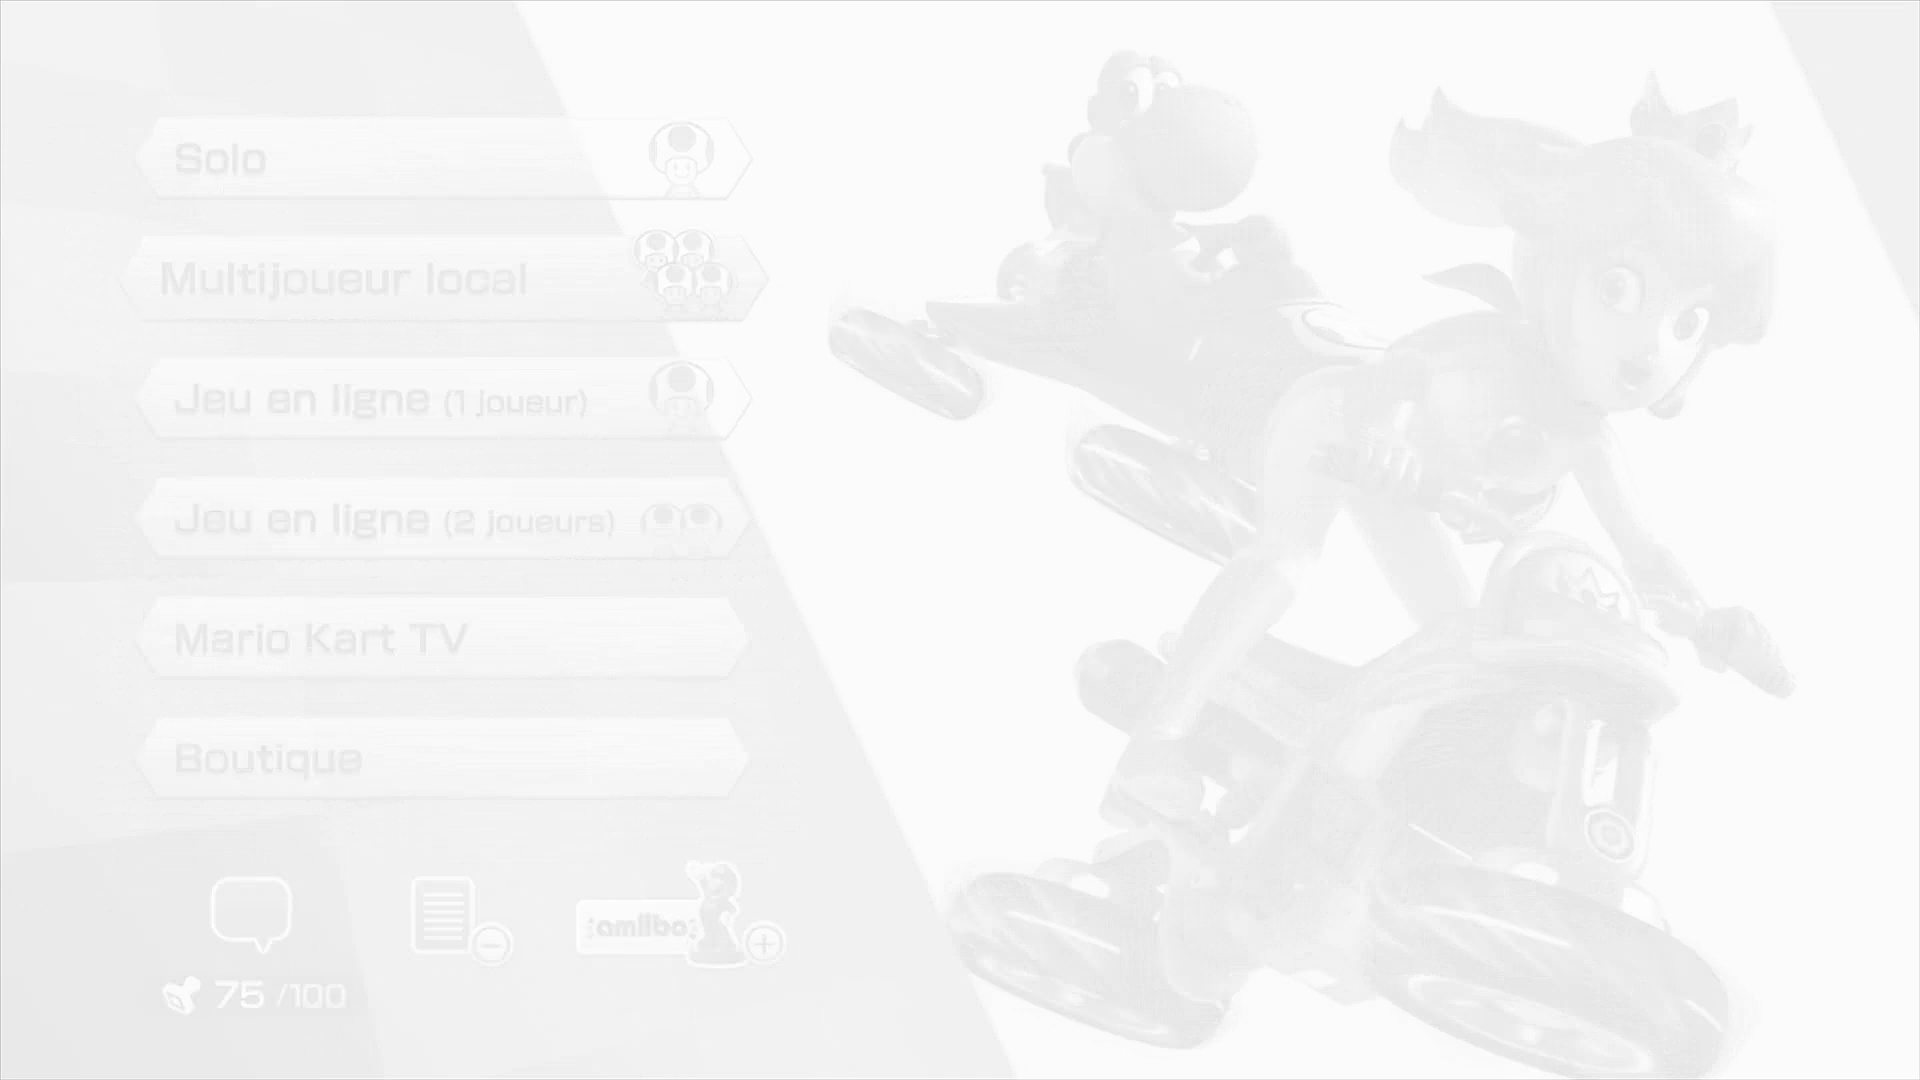 Solo
Multijoueur local
Jeu en ligne (1 joueur)
Jeu en ligne (2 joueurs)
Mario Kart TV
Boutique
amiibo
75 /100